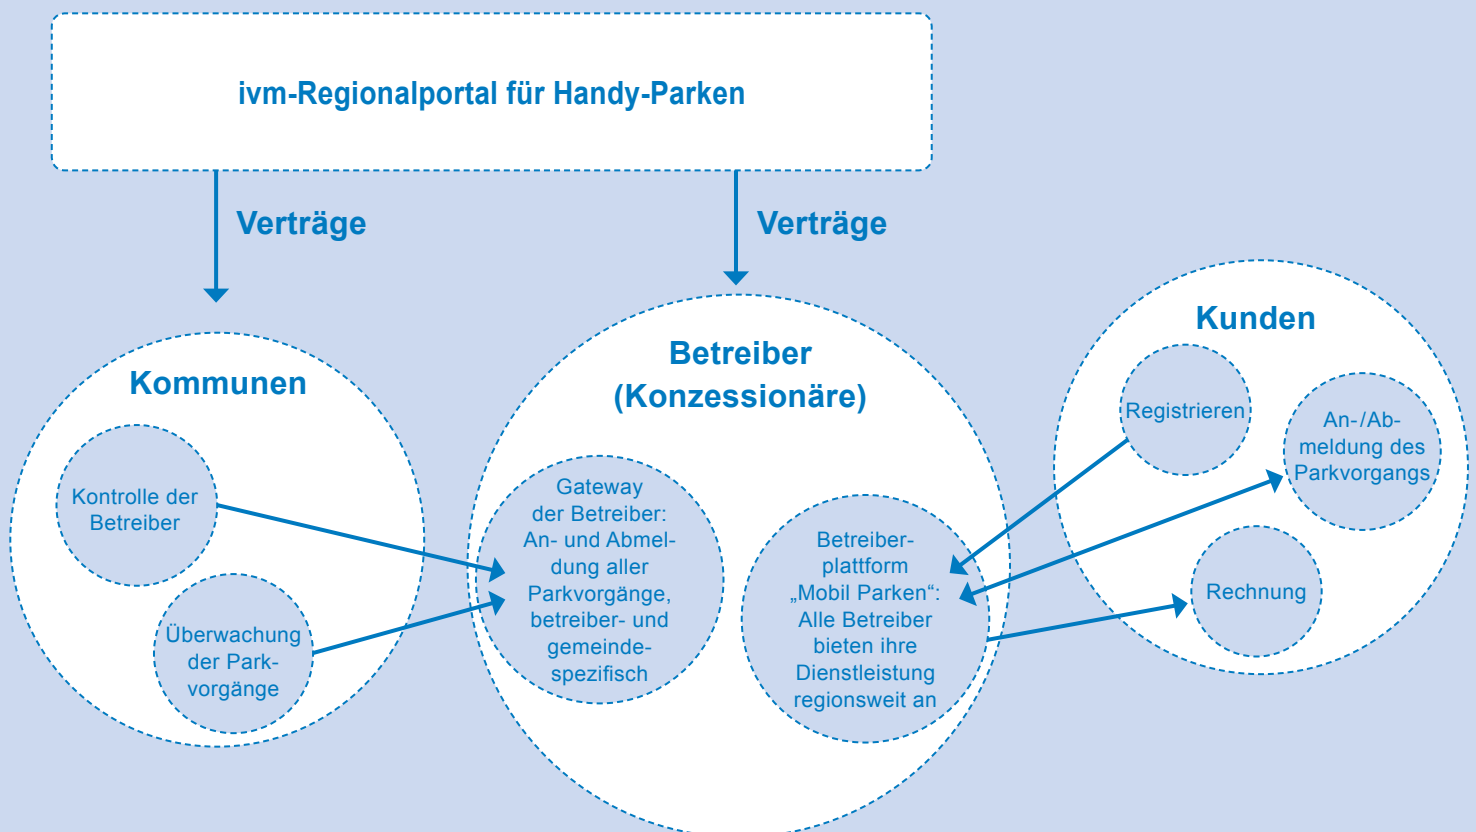 ivm-Regionalportal für Handy-Parken
Verträge
Verträge
Kommunen
Kontrolle der
Betreiber
Überwachung
der Park-
vorgänge
Betreiber
(Konzessionäre)
Gateway
der Betreiber:
An- und Abmel-
dung aller
Parkvorgänge,
betreiber- und
gemeinde-
spezifisch
Betreiber-
plattform
„Mobil Parken“:
Alle Betreiber
bieten ihre
Dienstleistung
regionsweit an
Kunden
Registrieren
An-/Ab-
meldung des
Parkvorgangs
Rechnung